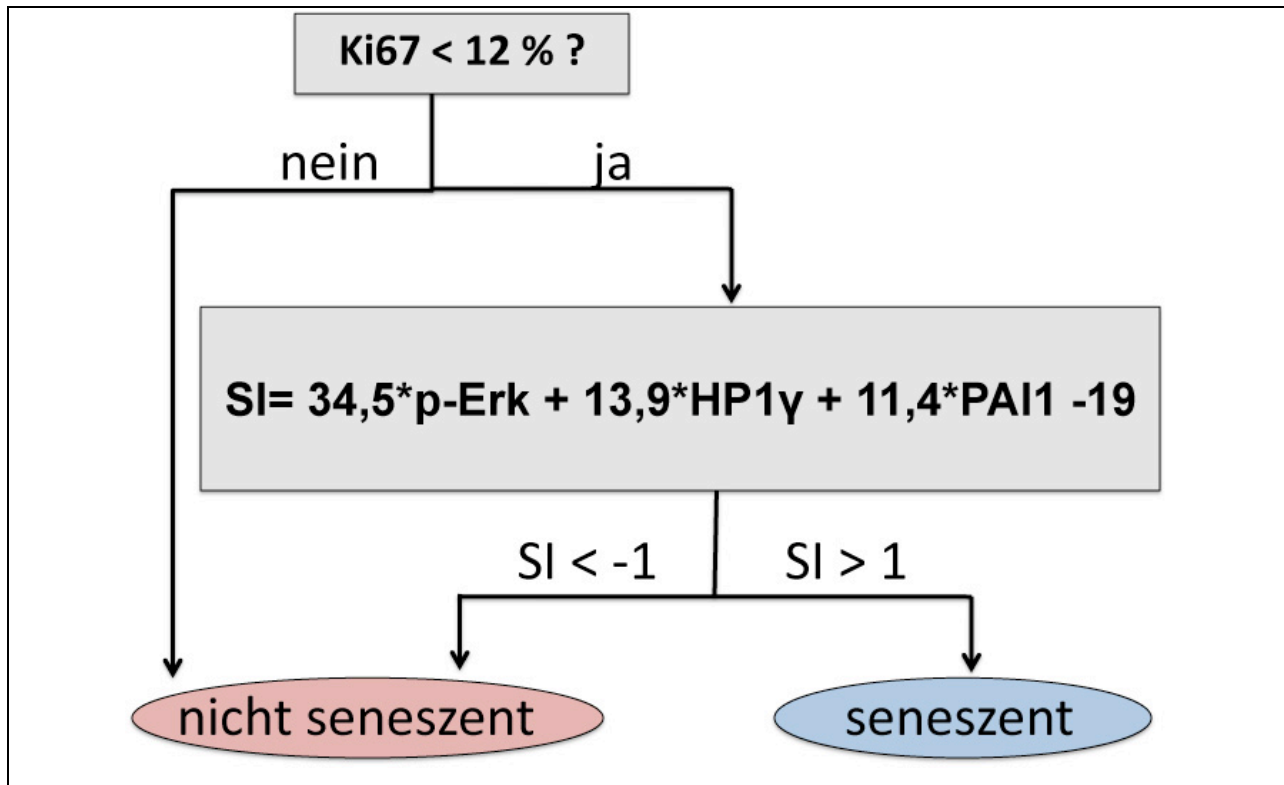 Ki67 < 12 % ?
nein
ja
SI= 34,5*p-Erk + 13,9*HP1γ + 11,4*PAI1 -19
SI < -1
SI > 1
nicht seneszent
seneszent